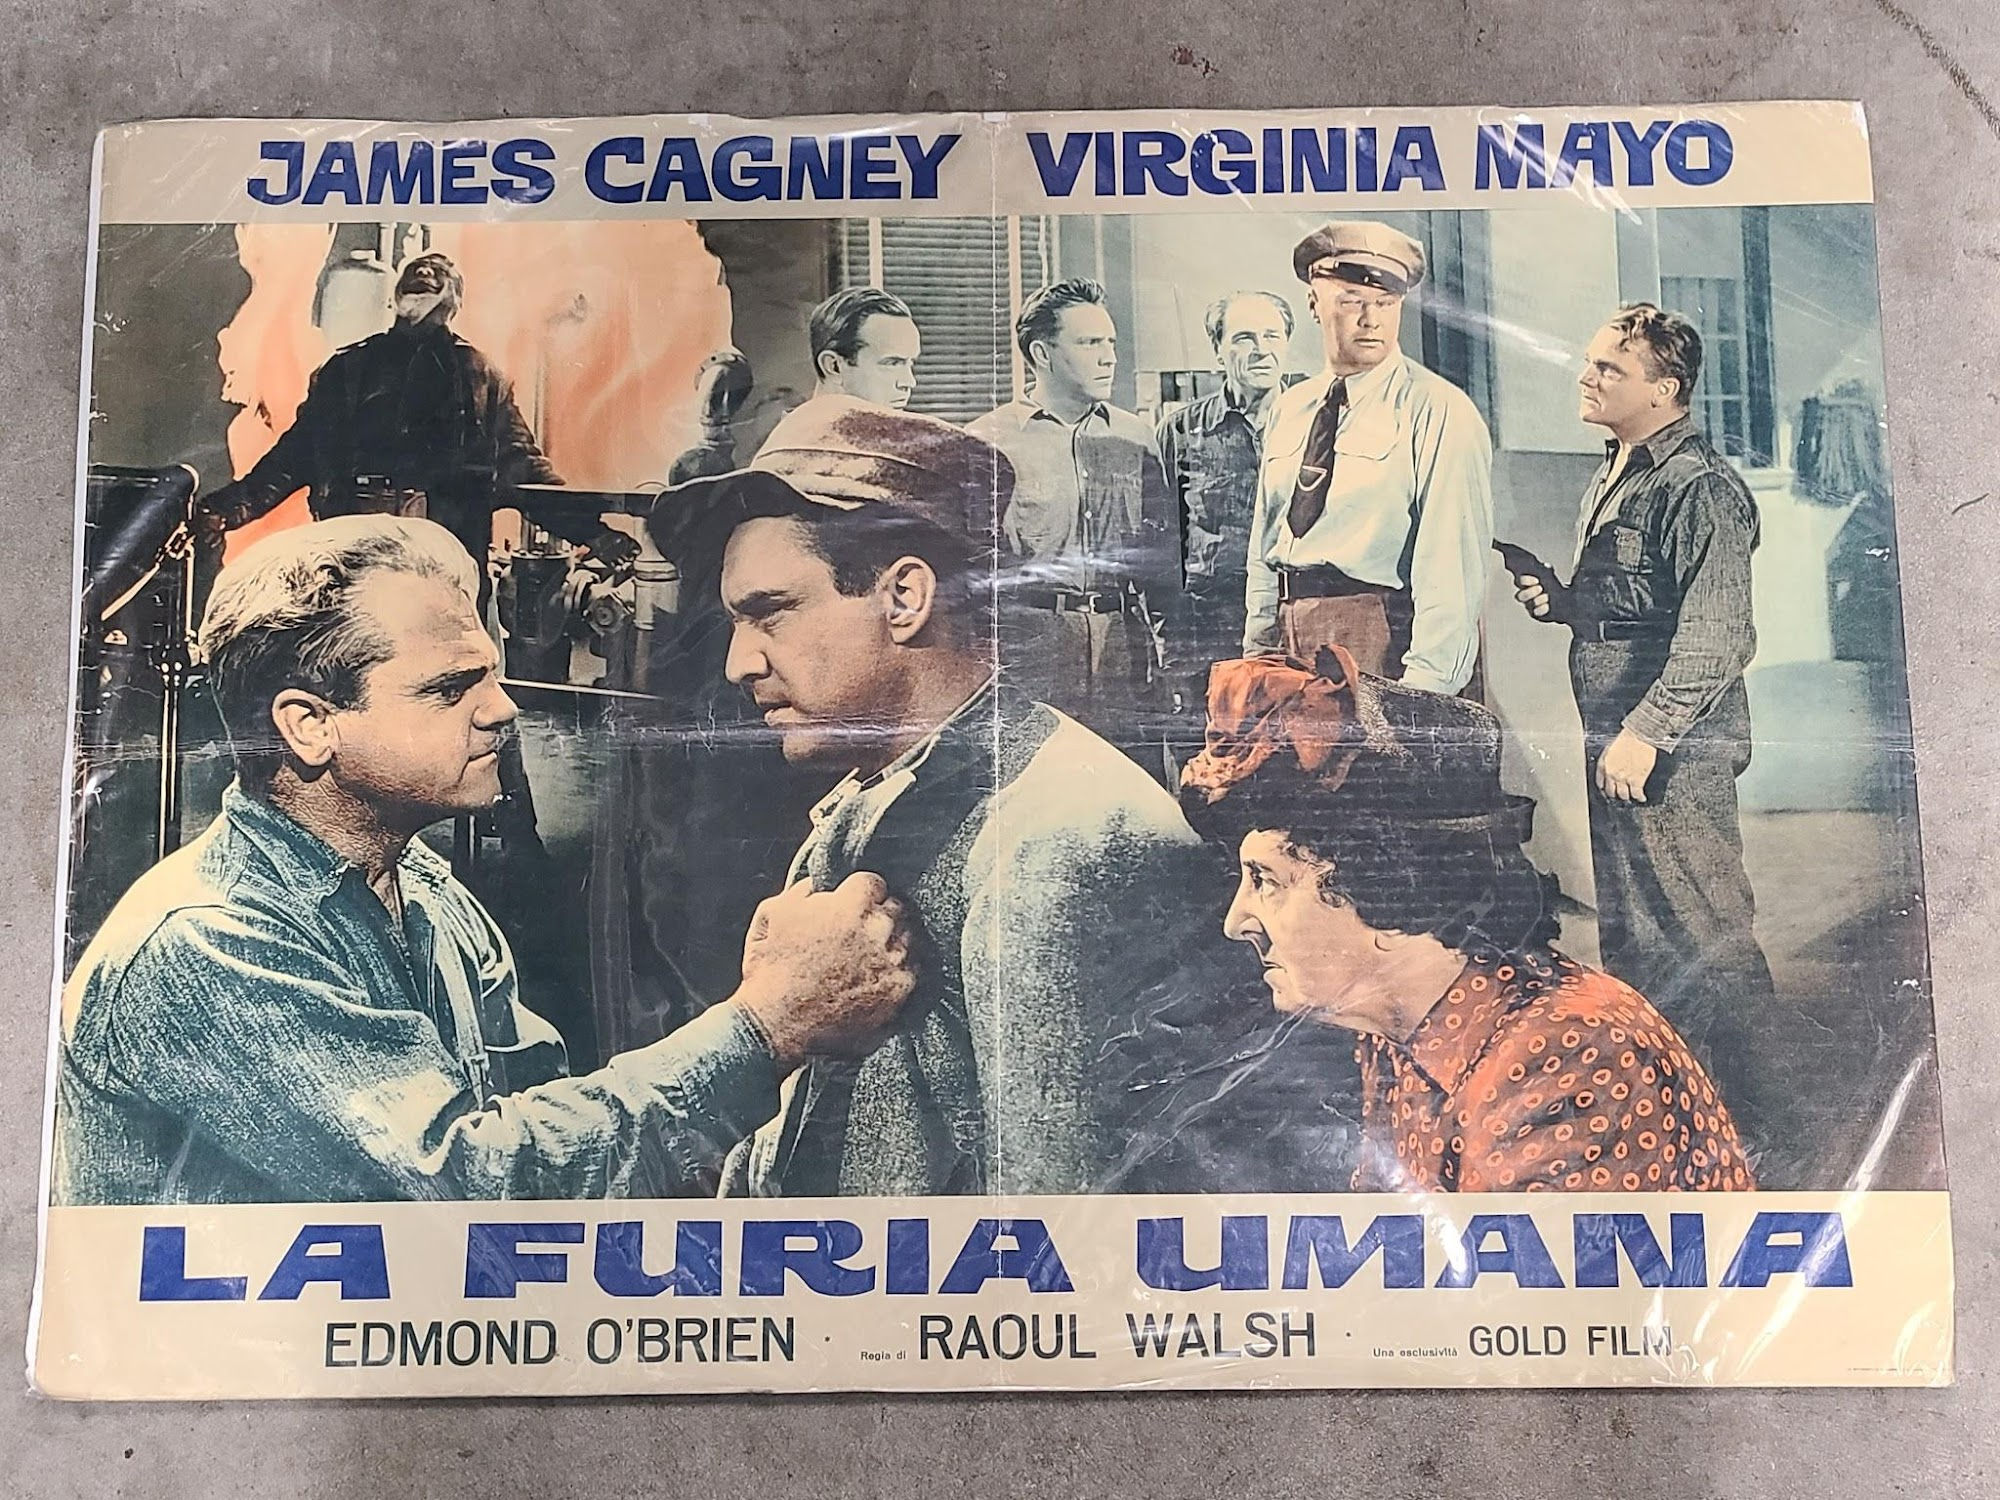 JAMES CAGNEY VIRGINIA MAYO
LA FURIA UMANA
EDMOND O'BRIEN · Regia di RAOUL WALSH · Una esclusività GOLD FILM